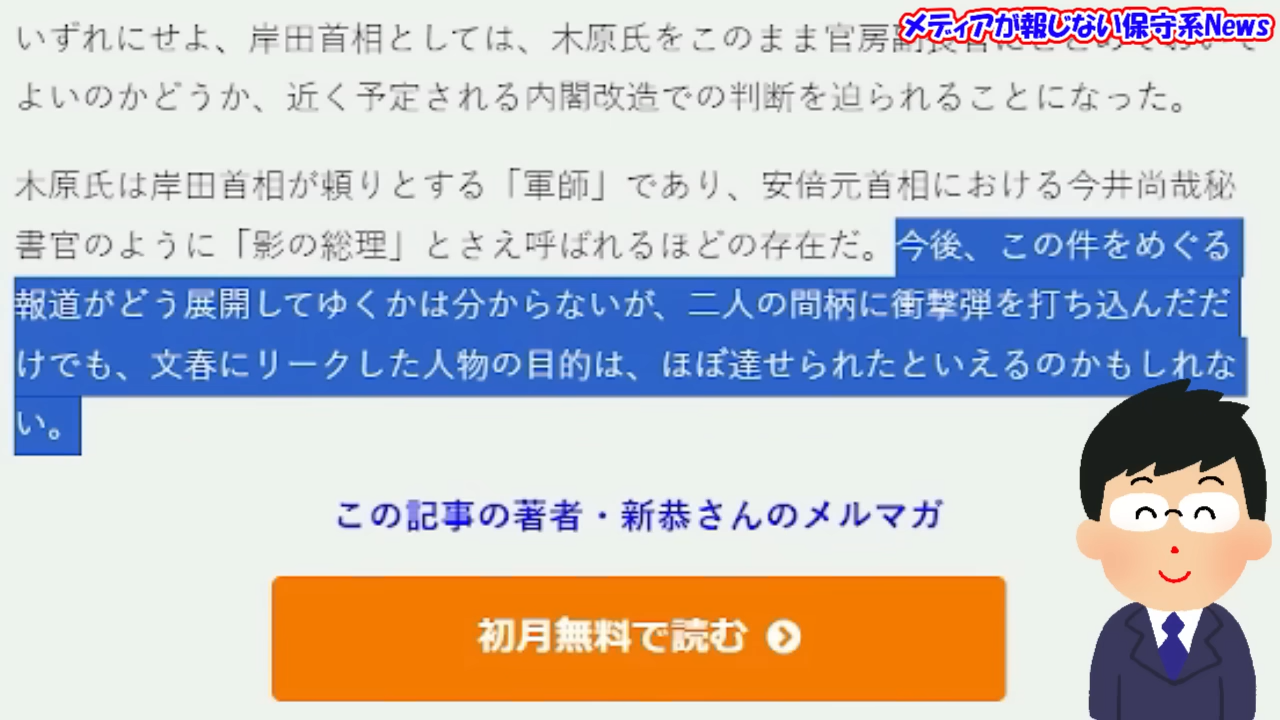 メディアが報じない保守系News
いずれにせよ、岸田首相としては、木原氏をこのまま官房副
よいのかどうか、近く予定される内閣改造での判断を迫られることになった。
木原氏は岸田首相が頼りとする「軍師」であり、安倍元首相における今井尚哉秘
書官のように「影の総理」とさえ呼ばれるほどの存在だ。今後、この件をめぐる
報道がどう展開してゆくかは分からないが、二人の間柄に衝撃弾を打ち込んだだ
けでも、文春にリークした人物の目的は、ほぼ達せられたといえるのかもしれな
い。
この記事の著者・新恭さんのメルマガ
初月無料で読む